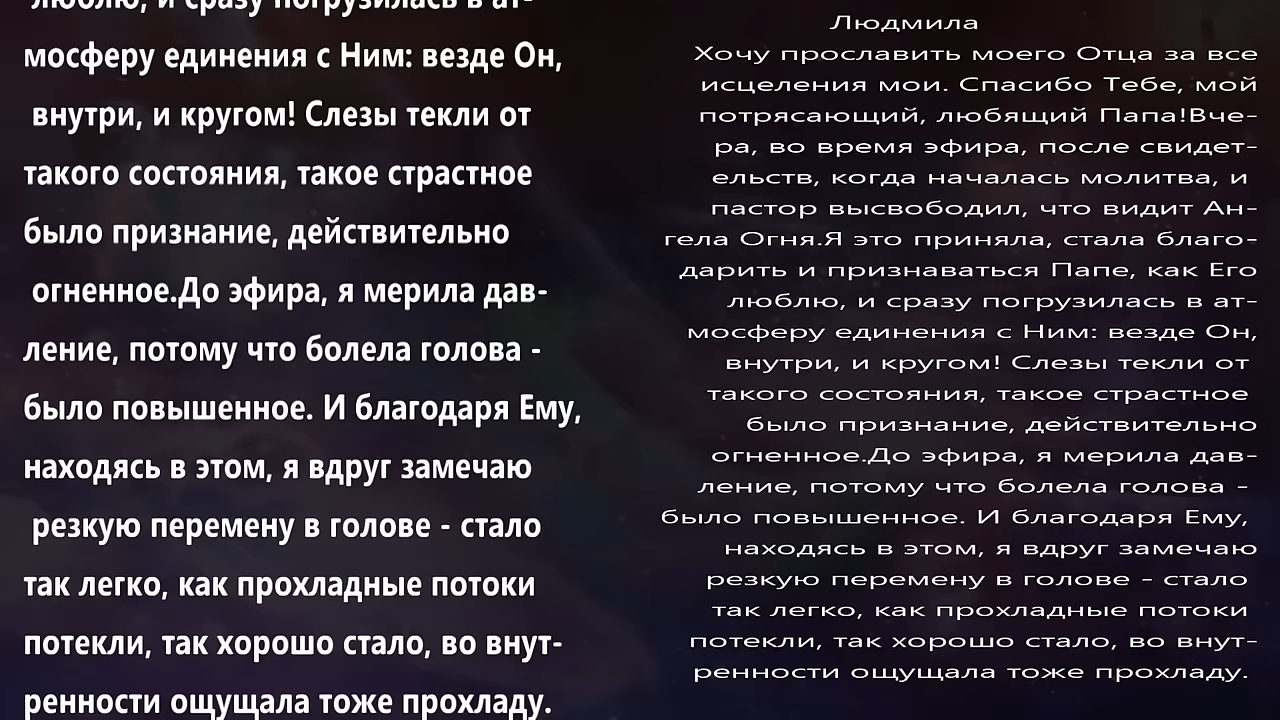 люблю, и сразу погрузилась в ат-
мосферу единения с Ним: везде Он,
внутри, и кругом! Слезы текли от
такого состояния, такое страстное
было признание, действительно
огненное.До эфира, я мерила дав-
ление, потому что болела голова -
было повышенное. И благодаря Ему,
находясь в этом, я вдруг замечаю
резкую перемену в голове - стало
так легко, как прохладные потоки
потекли, так хорошо стало, во внут-
ренности ощущала тоже прохладу.
Людмила
Хочу прославить моего Отца за все
исцеления мои. Спасибо Тебе, мой
потрясающий, любящий Папа!Вче-
ра, во время эфира, после свидет-
ельств, когда началась молитва, и
пастор высвободил, что видит Ан-
гела Огня.Я это приняла, стала благо-
дарить и признаваться Папе, как Его
люблю, и сразу погрузилась в ат-
мосферу единения с Ним: везде Он,
внутри, и кругом! Слезы текли от
такого состояния, такое страстное
было признание, действительно
огненное.До эфира, я мерила дав-
ление, потому что болела голова -
было повышенное. И благодаря Ему,
находясь в этом, я вдруг замечаю
резкую перемену в голове - стало
так легко, как прохладные потоки
потекли, так хорошо стало, во внут-
ренности ощущала тоже прохладу.